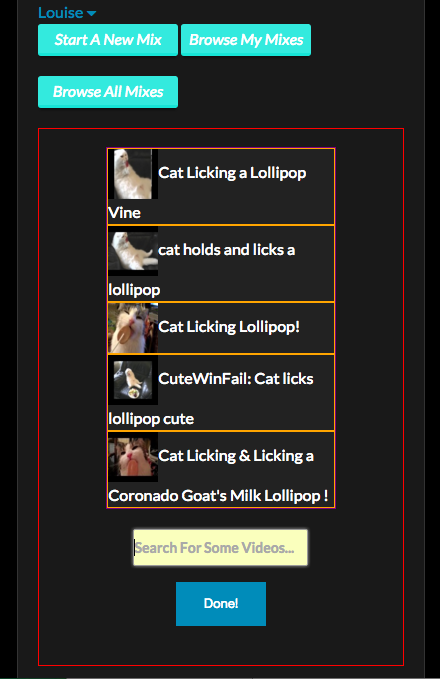 Louise
Start A New Mix Browse My Mixes
Browse All Mixes
Cat Licking a Lollipop
Vine
cat holds and licks a
lollipop
Cat Licking Lollipop!
CuteWinFail: Cat licks
lollipop cute
Cat Licking & Licking a
Coronado Goat's Milk Lollipop !
Search For Some Videos...
Done!